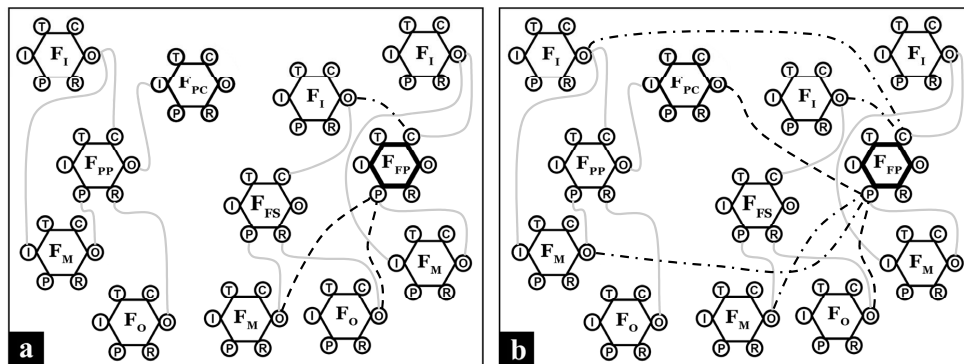 T C
I F_I O
P R
T C
I F_PC O
P R
T C
I F_I O
P R
T C
I F_I O
P R
T C
I F_PP O
P R
T C
I F_FS O
P R
T C
I F_FP O
P R
T C
I F_M O
P R
T C
I F_O O
P R
T C
I F_M O
P R
T C
I F_O O
P R
T C
I F_M O
P R
a
T C
I F_I O
P R
T C
I F_PC O
P R
T C
I F_I O
P R
T C
I F_I O
P R
T C
I F_PP O
P R
T C
I F_FS O
P R
T C
I F_FP O
P R
T C
I F_M O
P R
T C
I F_O O
P R
T C
I F_M O
P R
T C
I F_O O
P R
T C
I F_M O
P R
b